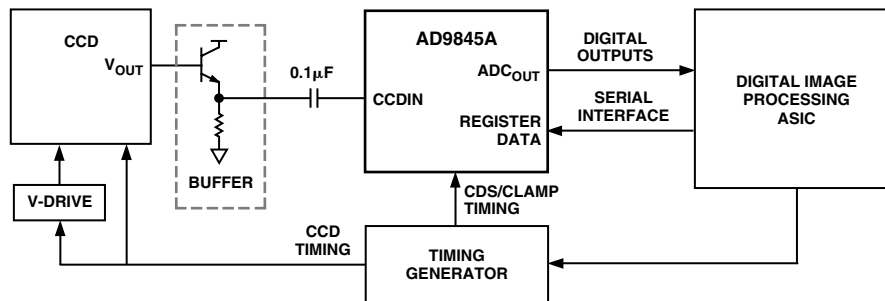 CCD
VOUT
BUFFER
0.1μF
AD9845A
ADCOUT
CCDIN
REGISTER
DATA
DIGITAL
OUTPUTS
SERIAL
INTERFACE
DIGITAL IMAGE
PROCESSING
ASIC
V-DRIVE
CCD
TIMING
CDS/CLAMP
TIMING
TIMING
GENERATOR